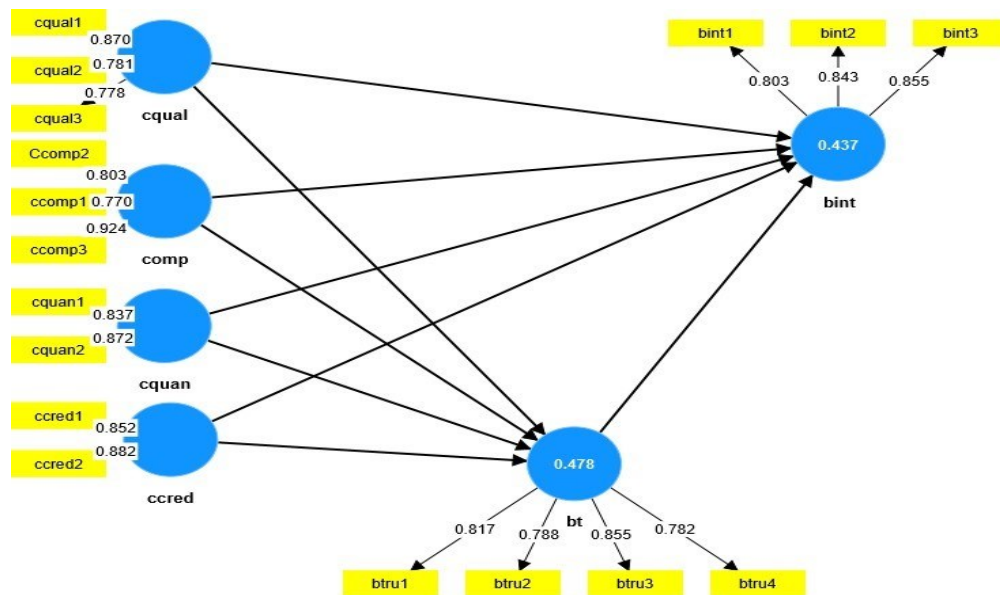 cqual1
0.870
cqual2
0.781
0.778
cqual3
cqual
Ccomp2
0.803
ccomp1
0.770
0.924
ccomp3
comp
cquan1
0.837
cquan2
0.872
cquan
ccred1
0.852
ccred2
0.882
ccred
bint1
bint2
bint3
0.803
0.843
0.855
0.437
bint
0.478
bt
0.817
0.788
0.855
0.782
btru1
btru2
btru3
btru4